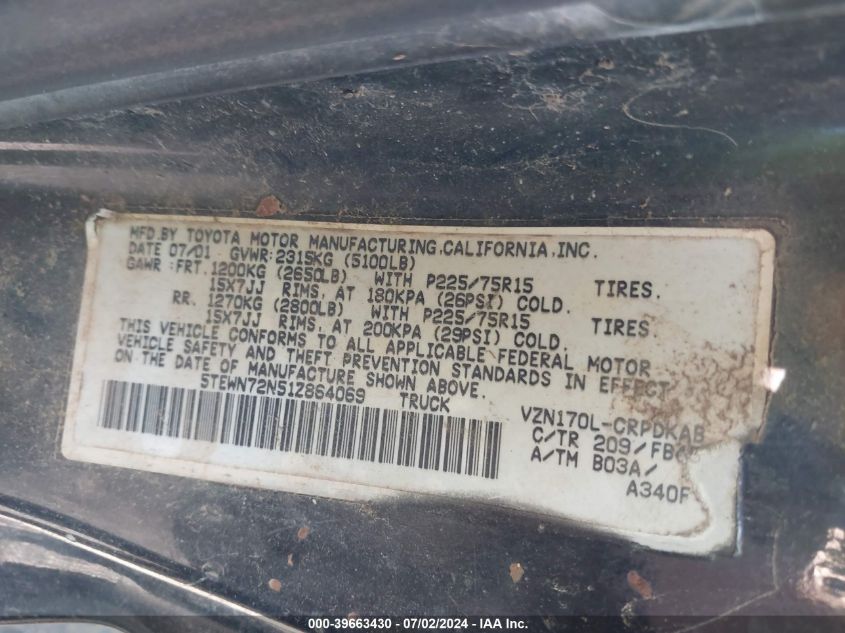 MFD.BY TOYOTA MOTOR MANUFACTURING,CALIFORNIA,INC.
DATE 07/01 GVWR:2315KG (5100LB)
GAWR :FRT.1200KG (2650LB) WITH P225/75R15 TIRES.
15X7JJ RIMS, AT 180KPA (26PSI) COLD.
RR. 1270KG (2800LB) WITH P225/75R15 TIRES.
15X7JJ RIMS, AT 200KPA (29PSI) COLD.
THIS VEHICLE CONFORMS TO ALL APPLICABLE FEDERAL MOTOR
VEHICLE SAFETY AND THEFT PREVENTION STANDARDS IN EFFECT
ON THE DATE OF MANUFACTURE SHOWN ABOVE.
5TEWN72N51Z864069 TRUCK
VZN170L-CRPDKAB
C/TR 209/
A/TM B03A/
A340F
000-39663430 - 07/02/2024 - IAA Inc.